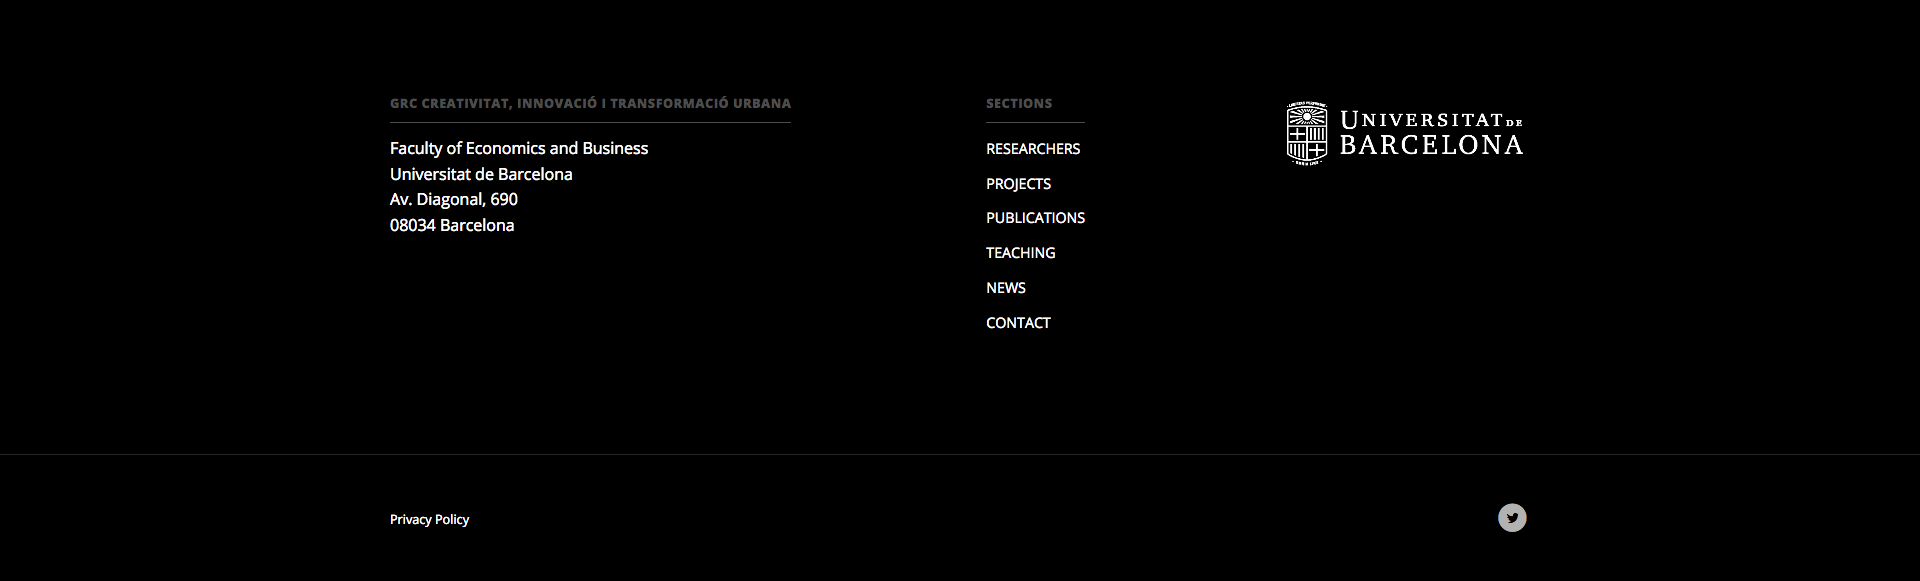 GRC CREATIVITAT, INNOVACIÓ I TRANSFORMACIÓ URBANA
Faculty of Economics and Business
Universitat de Barcelona
Av. Diagonal, 690
08034 Barcelona
SECTIONS
RESEARCHERS
PROJECTS
PUBLICATIONS
TEACHING
NEWS
CONTACT
UNIVERSITAT DE
BARCELONA
Privacy Policy